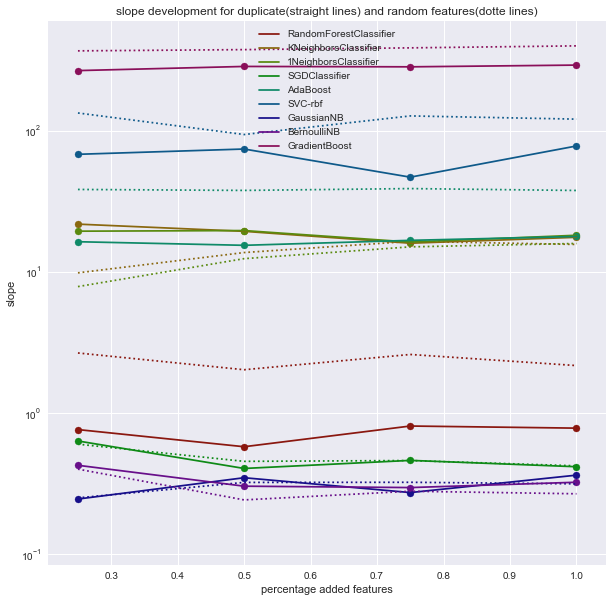 slope development for duplicate(straight lines) and random features(dotte lines)
RandomForestClassifier
KNeighborsClassifier
1NeighborsClassifier
SGDClassifier
AdaBoost
SVC-rbf
GaussianNB
BernoulliNB
GradientBoost
10²
10¹
10⁰
10⁻¹
slope
0.3 0.4 0.5 0.6 0.7 0.8 0.9 1.0
percentage added features